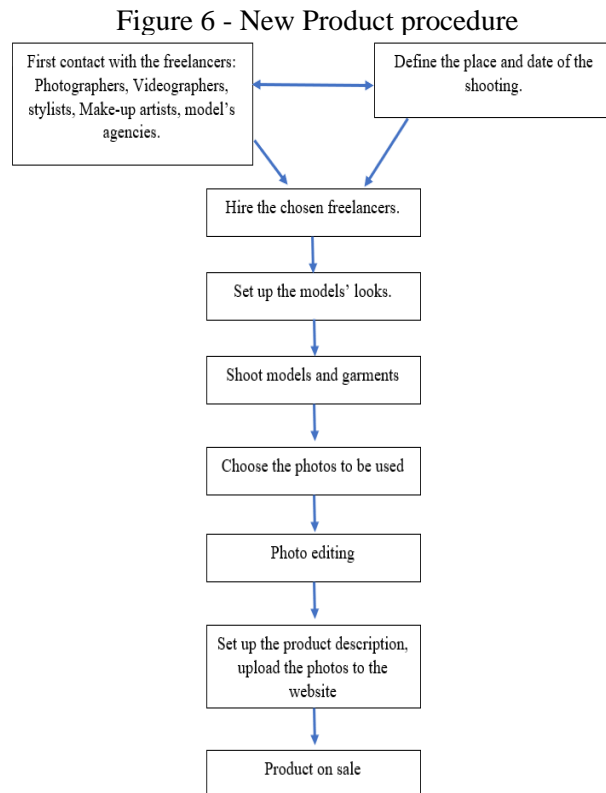 Figure 6 - New Product procedure
First contact with the freelancers:
Photographers, Videographers,
stylists, Make-up artists, model's
agencies.
Define the place and date of the
shooting.
Hire the chosen freelancers.
Set up the models' looks.
Shoot models and garments
Choose the photos to be used
Photo editing
Set up the product description,
upload the photos to the
website
Product on sale